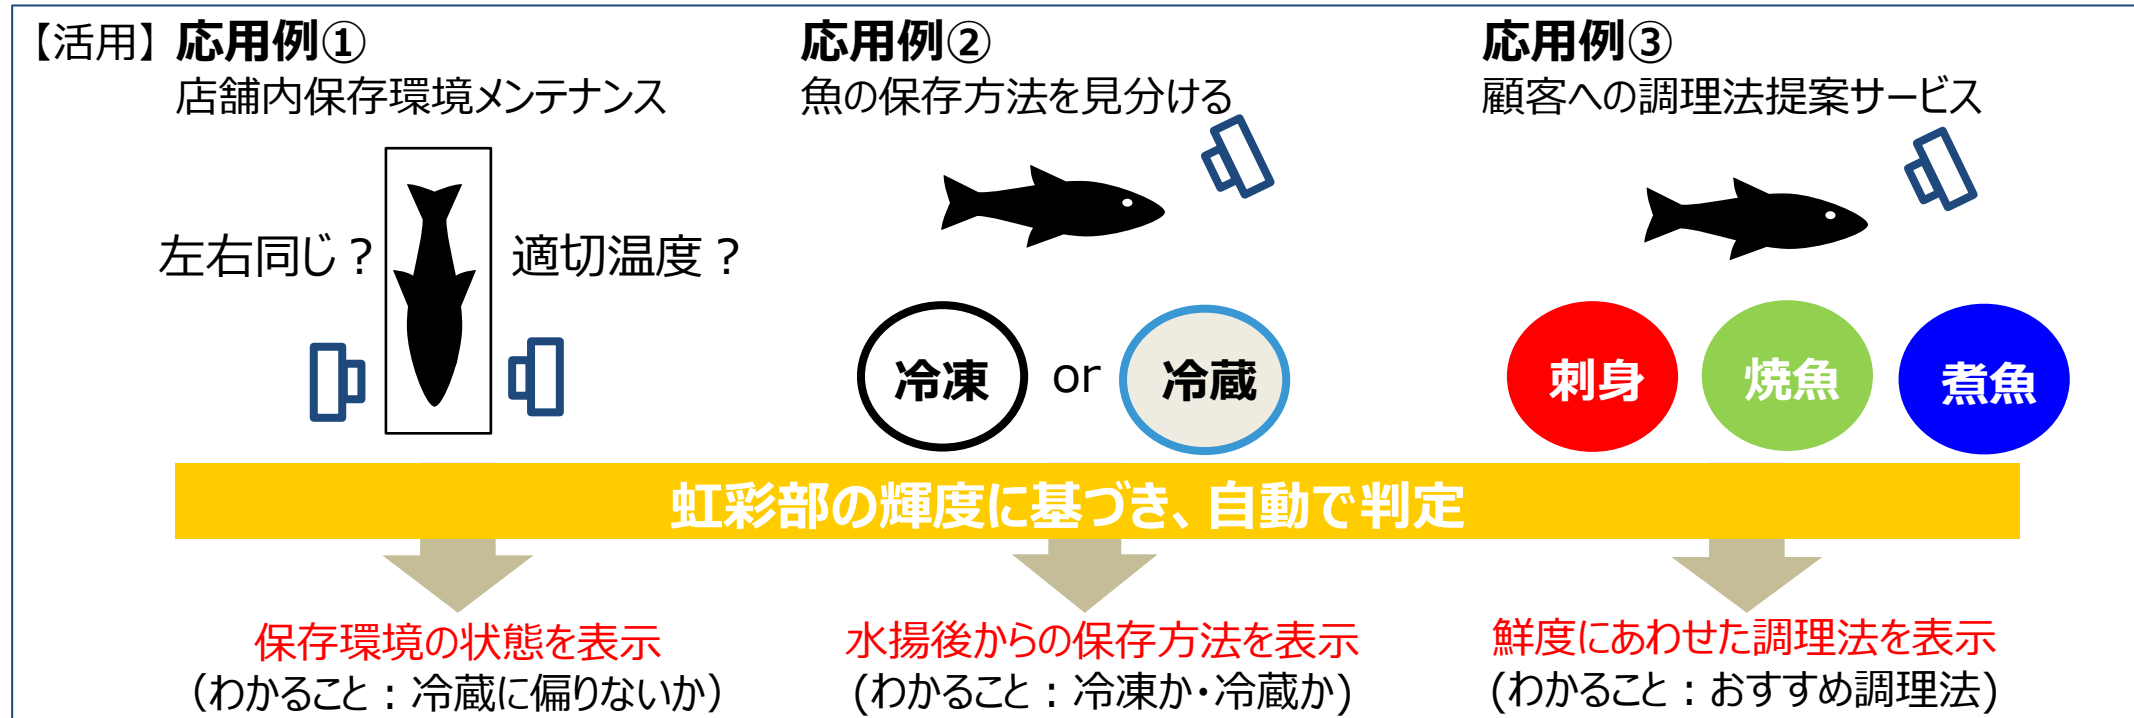 【活用】応用例①
店舗内保存環境メンテナンス
左右同じ?
適切温度?
応用例②
魚の保存方法を見分ける
冷凍
or
冷蔵
応用例③
顧客への調理法提案サービス
刺身
焼魚
煮魚
虹彩部の輝度に基づき、自動で判定
保存環境の状態を表示
(わかること:冷蔵に偏りないか)
水揚後からの保存方法を表示
(わかること:冷凍か・冷蔵か)
鮮度にあわせた調理法を表示
(わかること:おすすめ調理法)